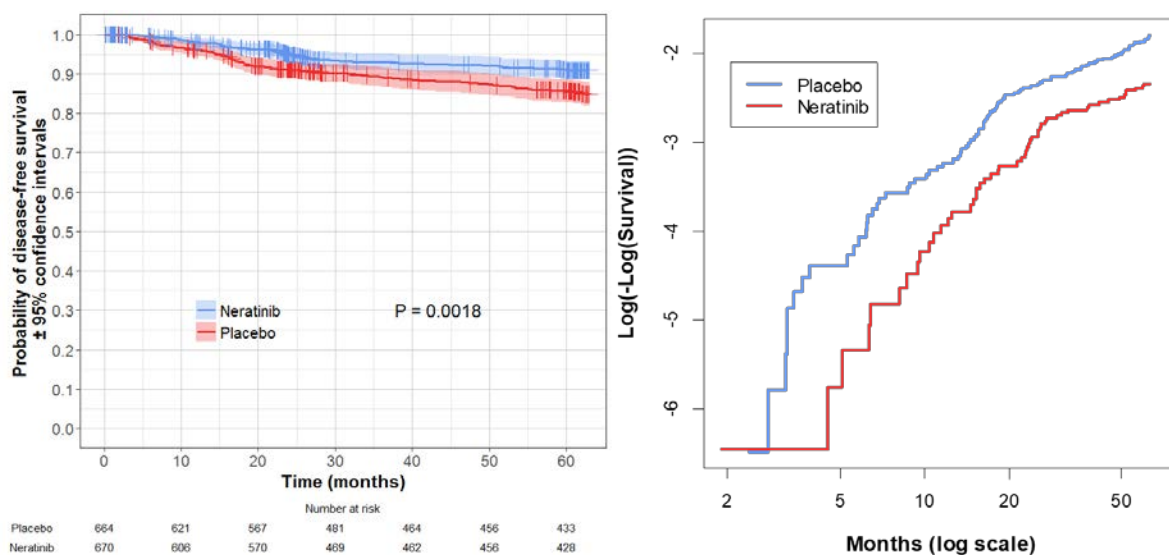 Probability of disease-free survival
± 95% confidence intervals
1.0
0.9
0.8
0.7
0.6
0.5
0.4
0.3
0.2
0.1
0.0
Neratinib
Placebo
P = 0.0018
0 10 20 30 40 50 60
Time (months)
Number at risk
Placebo 664 621 567 481 464 456 433
Neratinib 670 606 570 469 462 456 428
Log(-Log(Survival))
-2
-3
-4
-5
-6
Placebo
Neratinib
2 5 10 20 50
Months (log scale)